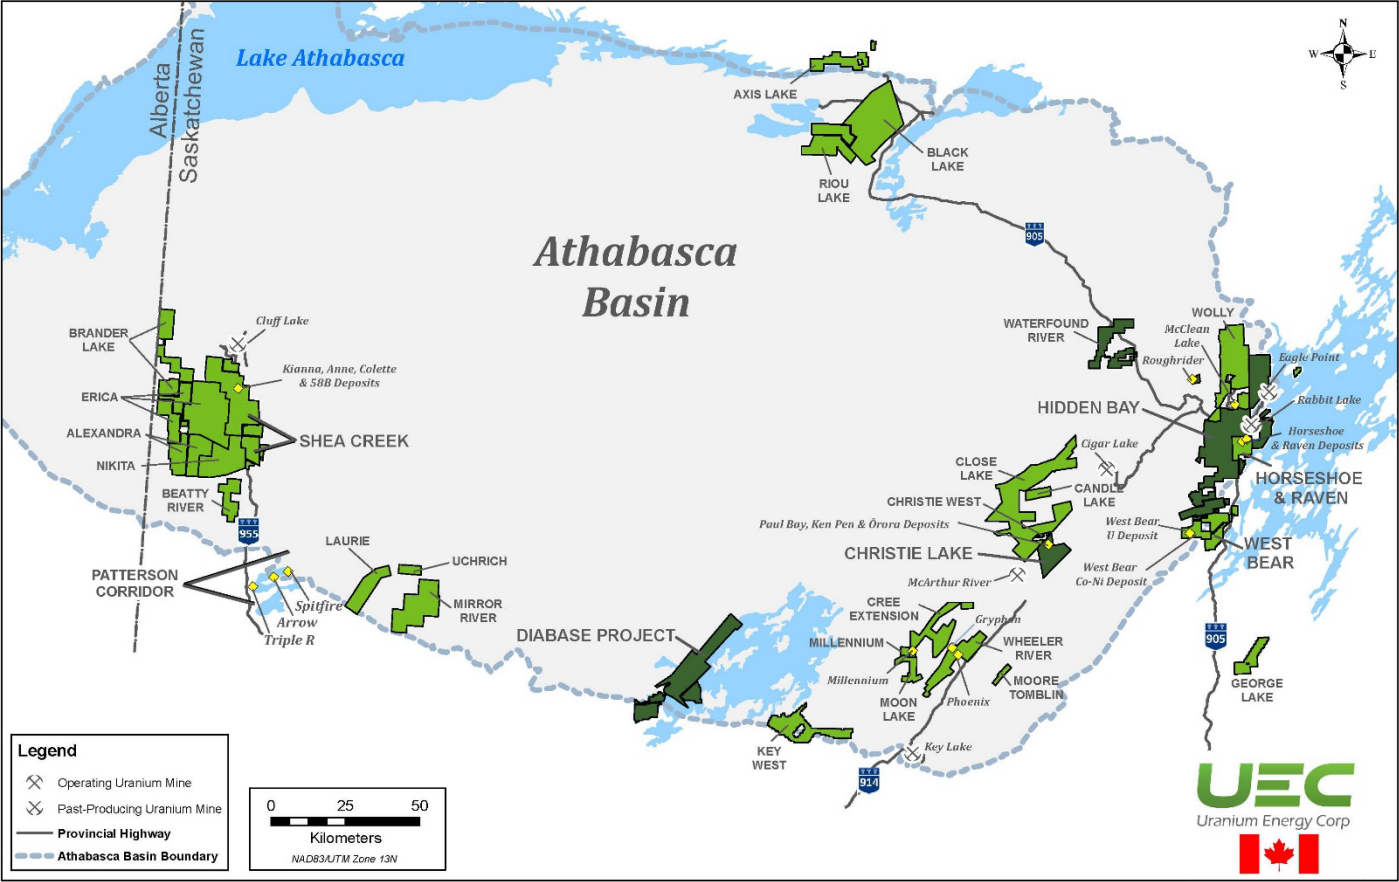 Lake Athabasca
Alberta
Saskatchewan
N
W
E
S
AXIS LAKE
BLACK
LAKE
RIOU
LAKE
905
Athabasca
Basin
BRANDER
LAKE
Cluff Lake
Kianna, Anne, Colette
& 58B Deposits
ERICA
ALEXANDRA
SHEA CREEK
NIKITA
BEATTY
RIVER
955
PATTERSON
CORRIDOR
Spitfire
Arrow
Triple R
LAURIE
UCHRICH
MIRROR
RIVER
WATERFOUND
RIVER
WOLLY
McClean
Lake
Roughrider
Eagle Point
Rabbit Lake
HIDDEN BAY
Horseshoe
& Raven Deposits
Cigar Lake
HORSESHOE
& RAVEN
CLOSE
LAKE
CANDLE
LAKE
CHRISTIE WEST
Paul Bay, Ken Pen & Ōrora Deposits
CHRISTIE LAKE
McArthur River
West Bear
U Deposit
WEST
BEAR
West Bear
Co-Ni Deposit
CREE
EXTENSION
Gryphon
MILLENNIUM
WHEELER
RIVER
Millennium
MOON
LAKE
Phoenix
MOORE
TOMBLIN
DIABASE PROJECT
KEY
WEST
Key Lake
914
905
GEORGE
LAKE
Legend
Operating Uranium Mine
Past-Producing Uranium Mine
Provincial Highway
Athabasca Basin Boundary
0 25 50
Kilometers
NAD83/UTM Zone 13N
UEC
Uranium Energy Corp